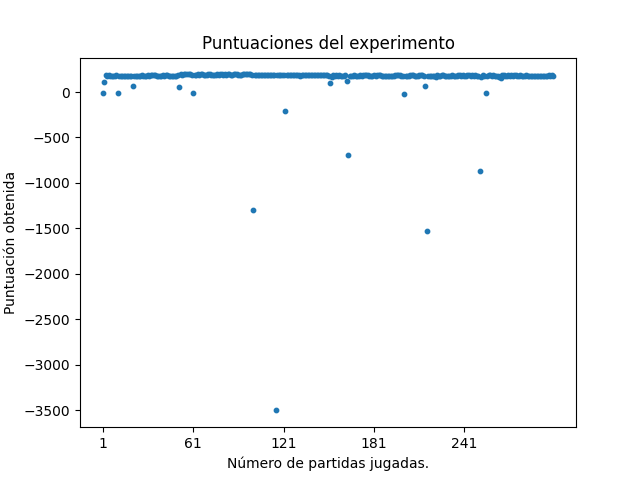 Puntuaciones del experimento
Puntuación obtenida
0
−500
−1000
−1500
−2000
−2500
−3000
−3500
1 61 121 181 241
Número de partidas jugadas.